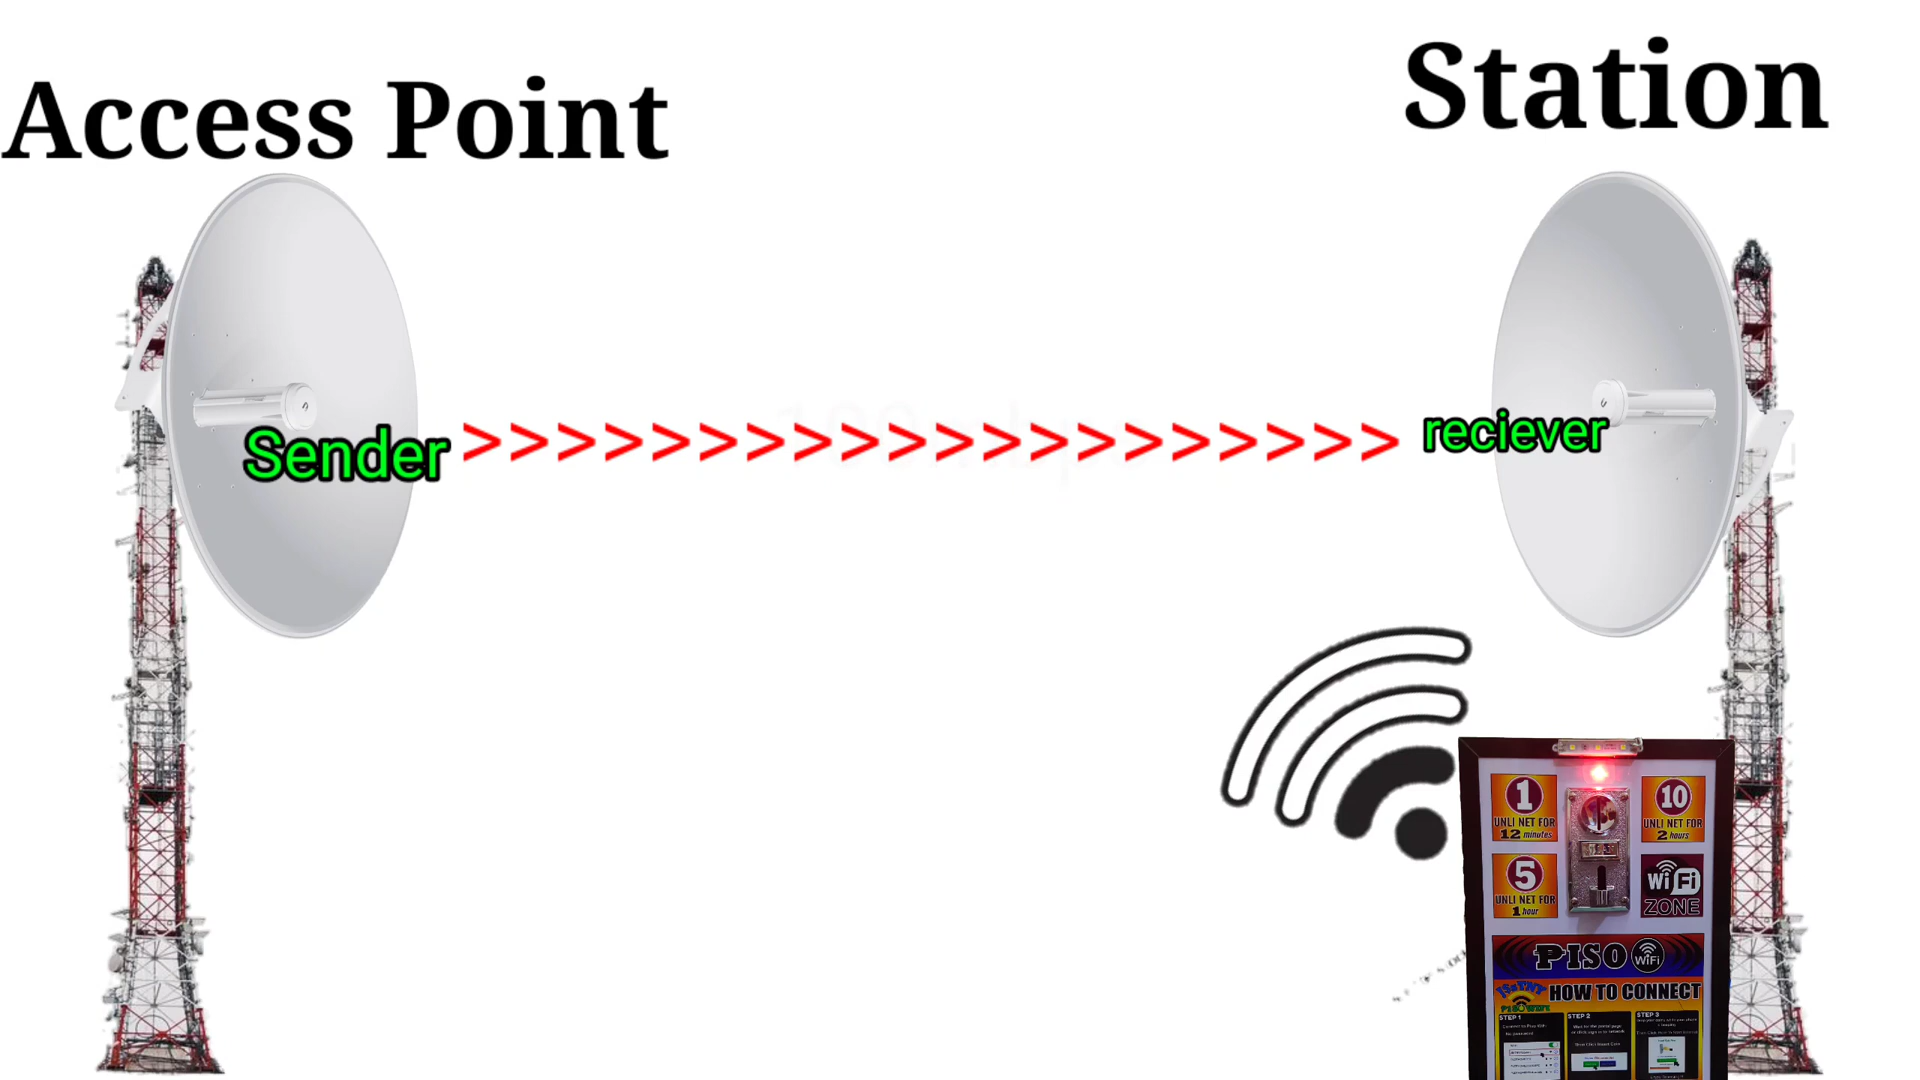 Access Point
Station
Sender
>>>>>>>>>>>>>>>>>>>>
reciever
1
UNLI NET FOR
12 minutes
10
UNLI NET FOR
2 hours
5
UNLI NET FOR
1 hour
WiFi
ZONE
PISO WiFi
HOW TO CONNECT
STEP 1
STEP 2
STEP 3